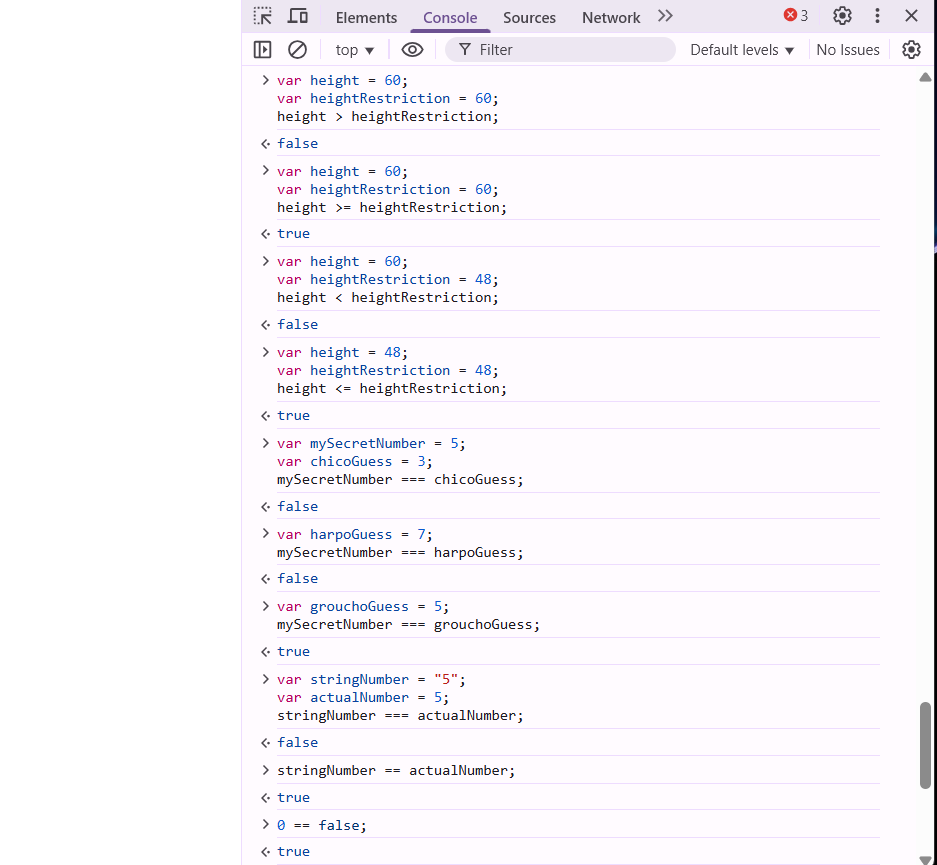 Elements Console Sources Network 3
top Filter Default levels No Issues
var height = 60;
var heightRestriction = 60;
height > heightRestriction;
false
var height = 60;
var heightRestriction = 60;
height >= heightRestriction;
true
var height = 60;
var heightRestriction = 48;
height < heightRestriction;
false
var height = 48;
var heightRestriction = 48;
height <= heightRestriction;
true
var mySecretNumber = 5;
var chicoGuess = 3;
mySecretNumber === chicoGuess;
false
var harpoGuess = 7;
mySecretNumber === harpoGuess;
false
var grouchoGuess = 5;
mySecretNumber === grouchoGuess;
true
var stringNumber = "5";
var actualNumber = 5;
stringNumber === actualNumber;
false
stringNumber == actualNumber;
true
0 == false;
true